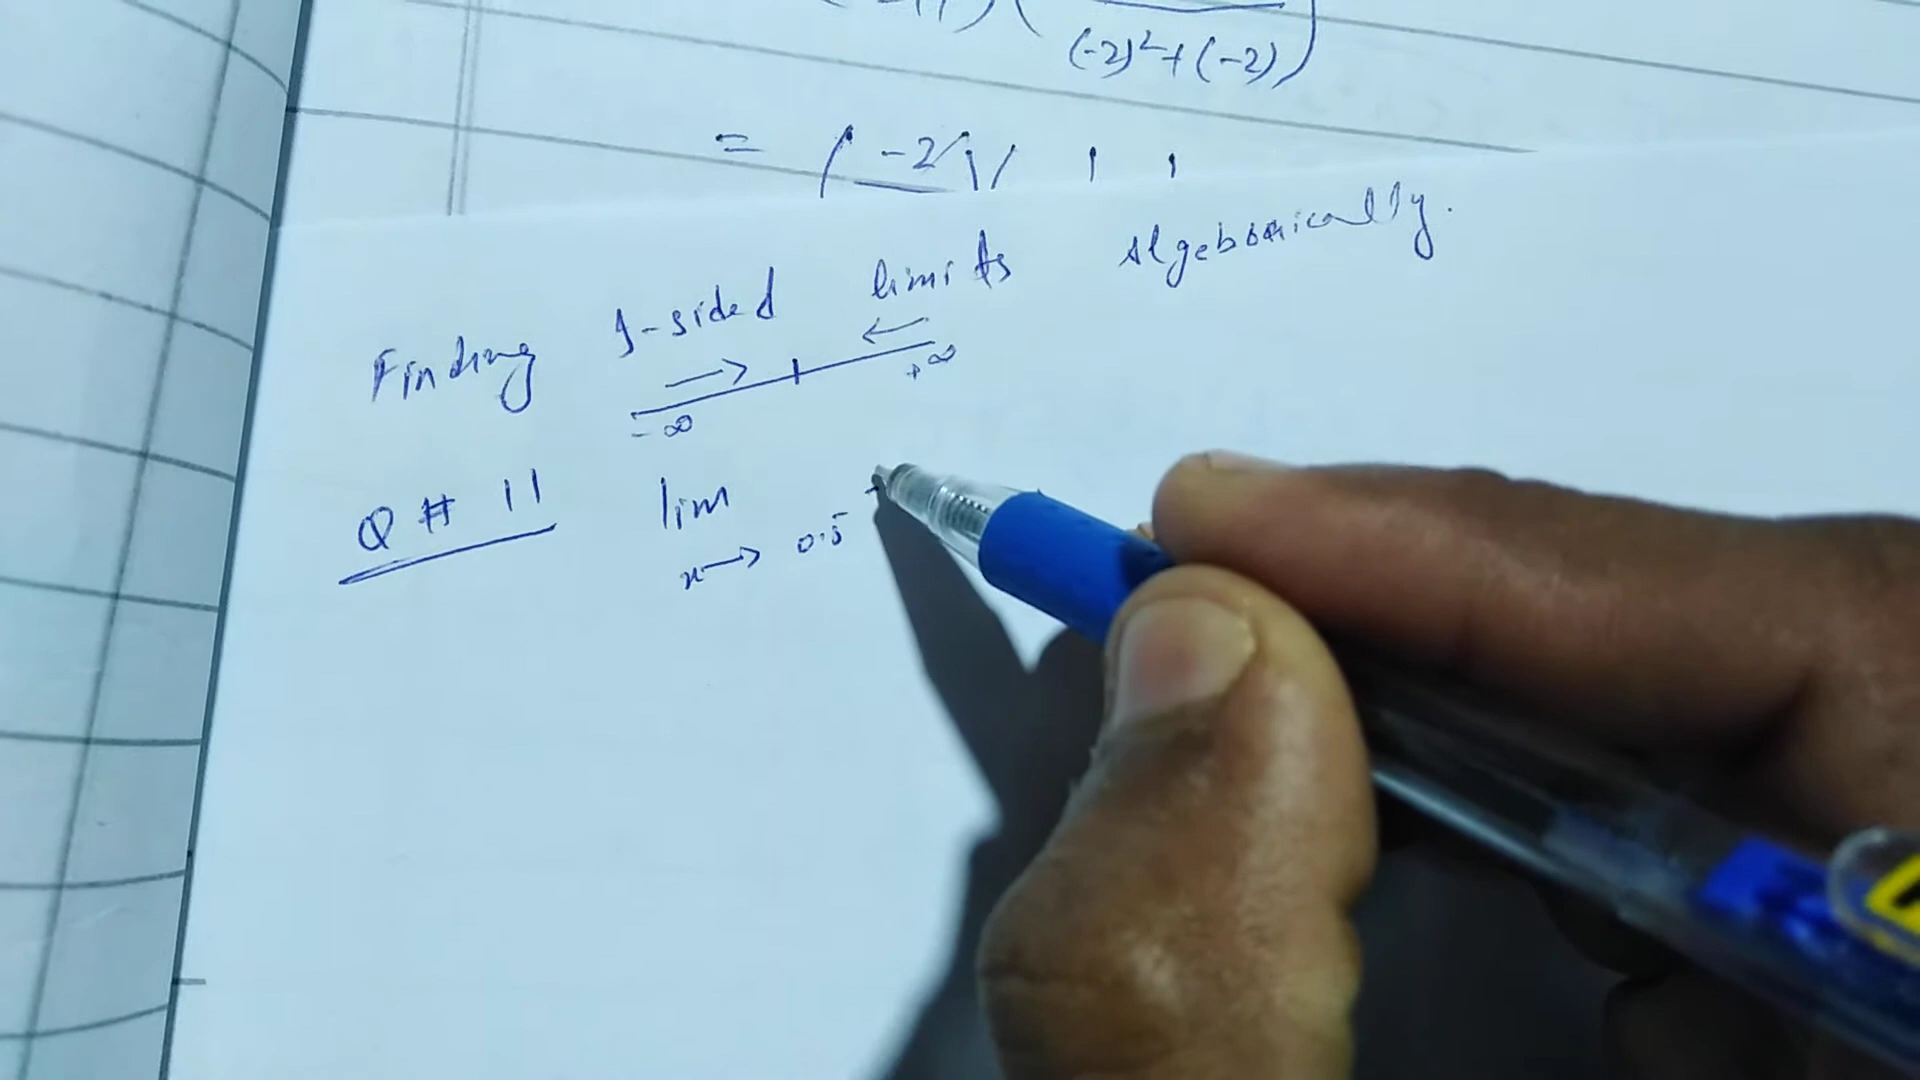 (-2)² + (-2)
= ( -2
Finding 1-sided limits Algebraically.
-∞ +∞
Q # 11 lim
x → 0.5